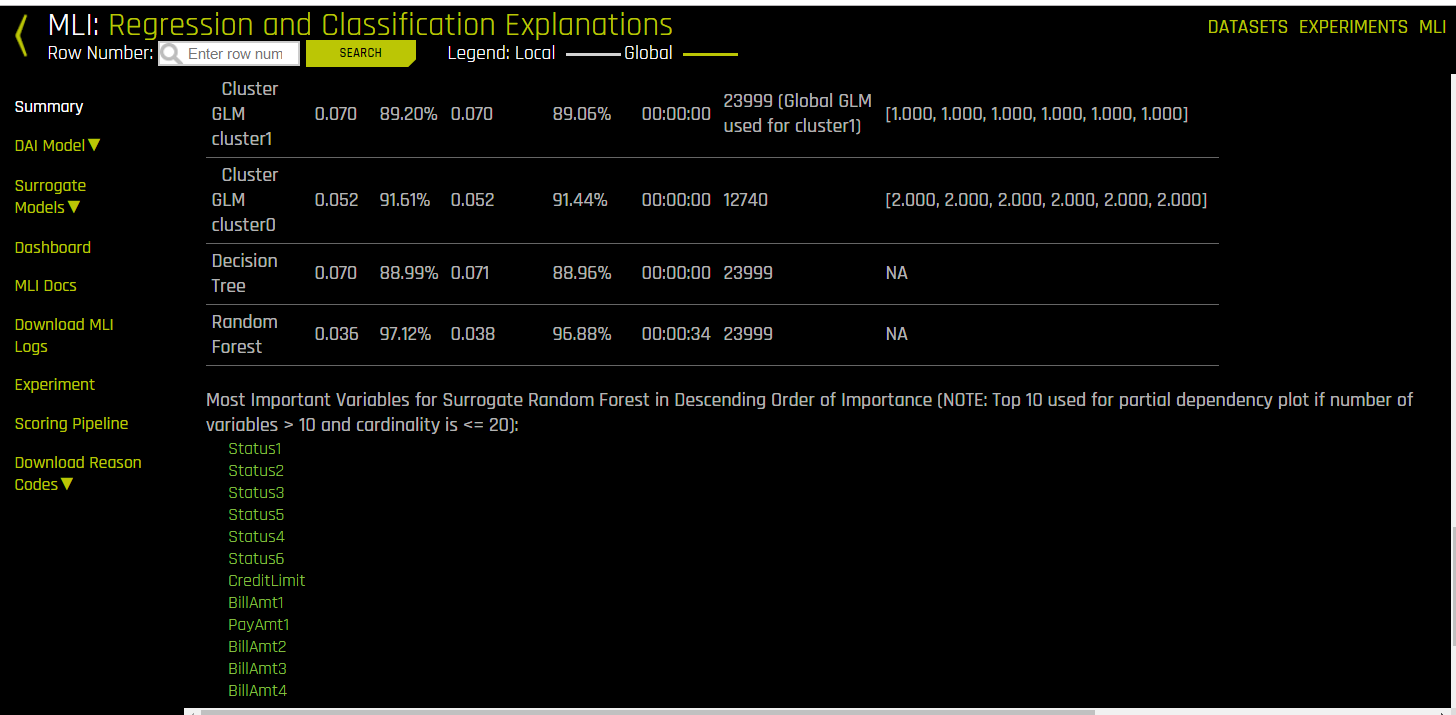 MLI: Regression and Classification Explanations
DATASETS EXPERIMENTS MLI
Row Number: Enter row num SEARCH Legend: Local Global
Summary
DAI Model▼
Surrogate
Models▼
Dashboard
MLI Docs
Download MLI
Logs
Experiment
Scoring Pipeline
Download Reason
Codes▼
Cluster
GLM
cluster1
0.070 89.20% 0.070 89.06% 00:00:00
23999 (Global GLM
used for cluster1)
[1.000, 1.000, 1.000, 1.000, 1.000, 1.000]
Cluster
GLM
cluster0
0.052 91.61% 0.052 91.44% 00:00:00 12740 [2.000, 2.000, 2.000, 2.000, 2.000, 2.000]
Decision
Tree
0.070 88.99% 0.071 88.96% 00:00:00 23999 NA
Random
Forest
0.036 97.12% 0.038 96.88% 00:00:34 23999 NA
Most Important Variables for Surrogate Random Forest in Descending Order of Importance (NOTE: Top 10 used for partial dependency plot if number of
variables > 10 and cardinality is <= 20):
Status1
Status2
Status3
Status5
Status4
Status6
CreditLimit
BillAmt1
PayAmt1
BillAmt2
BillAmt3
BillAmt4